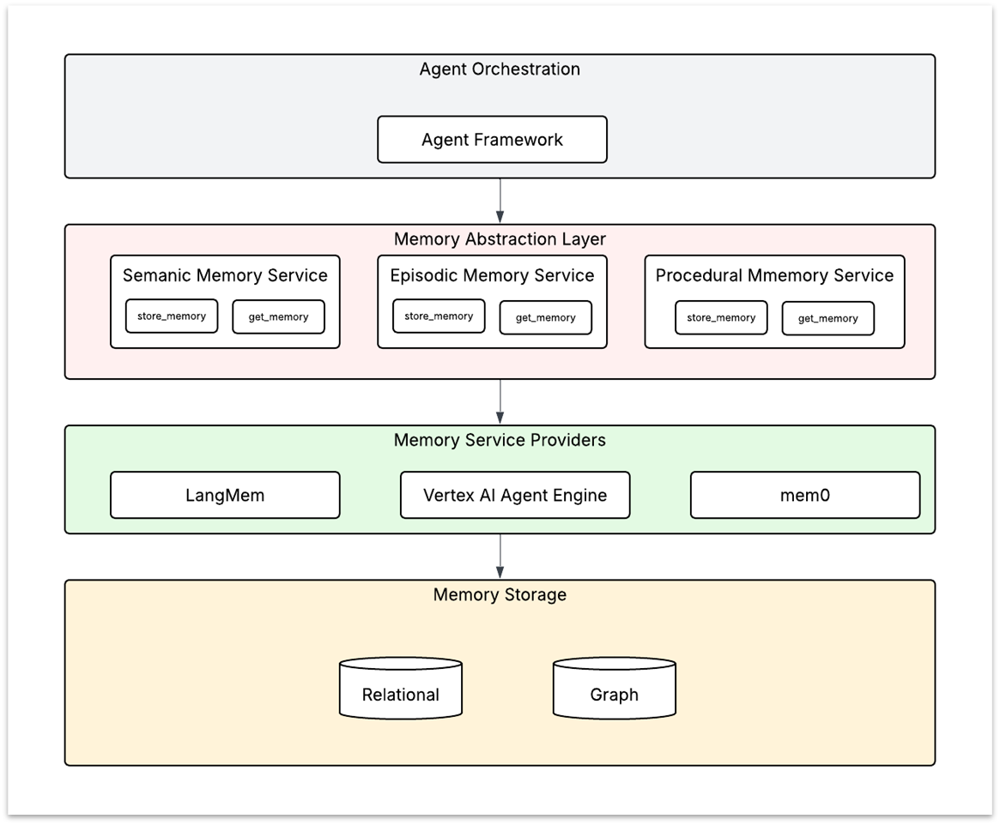 Agent Orchestration
Agent Framework
Memory Abstraction Layer
Semanic Memory Service
store_memory
get_memory
Episodic Memory Service
store_memory
get_memory
Procedural Mmemory Service
store_memory
get_memory
Memory Service Providers
LangMem
Vertex AI Agent Engine
mem0
Memory Storage
Relational
Graph